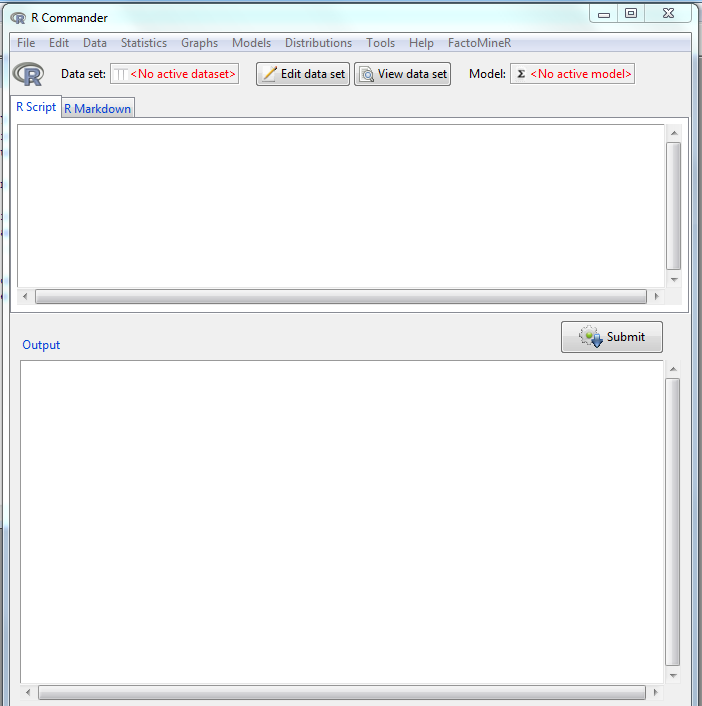 R Commander
File Edit Data Statistics Graphs Models Distributions Tools Help FactoMineR
R Data set: <No active dataset> Edit data set View data set Model: Σ <No active model>
R Script R Markdown
Submit
Output